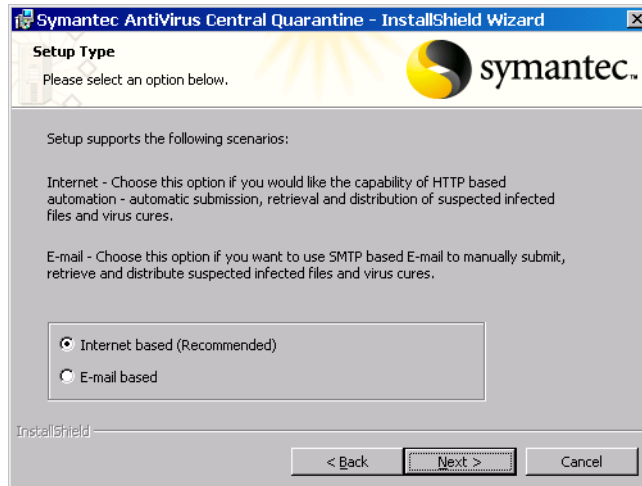 Symantec AntiVirus Central Quarantine - InstallShield Wizard
Setup Type
Please select an option below.
symantec™
Setup supports the following scenarios:
Internet - Choose this option if you would like the capability of HTTP based
automation - automatic submission, retrieval and distribution of suspected infected
files and virus cures.
E-mail - Choose this option if you want to use SMTP based E-mail to manually submit,
retrieve and distribute suspected infected files and virus cures.
Internet based (Recommended)
E-mail based
InstallShield
< Back
Next >
Cancel